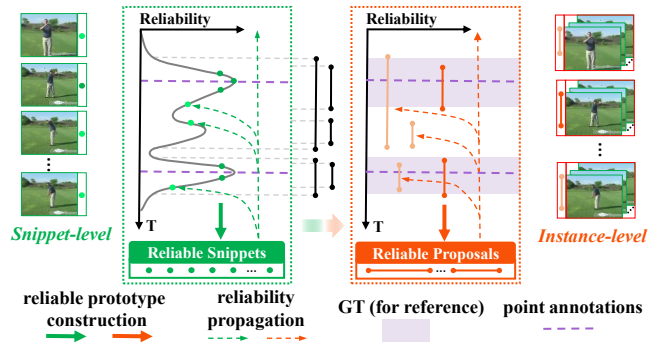 Reliability
Reliability
T
T
Snippet-level
Reliable Snippets
...
Reliable Proposals
...
Instance-level
reliable prototype
construction
reliability
propagation
GT (for reference)
point annotations